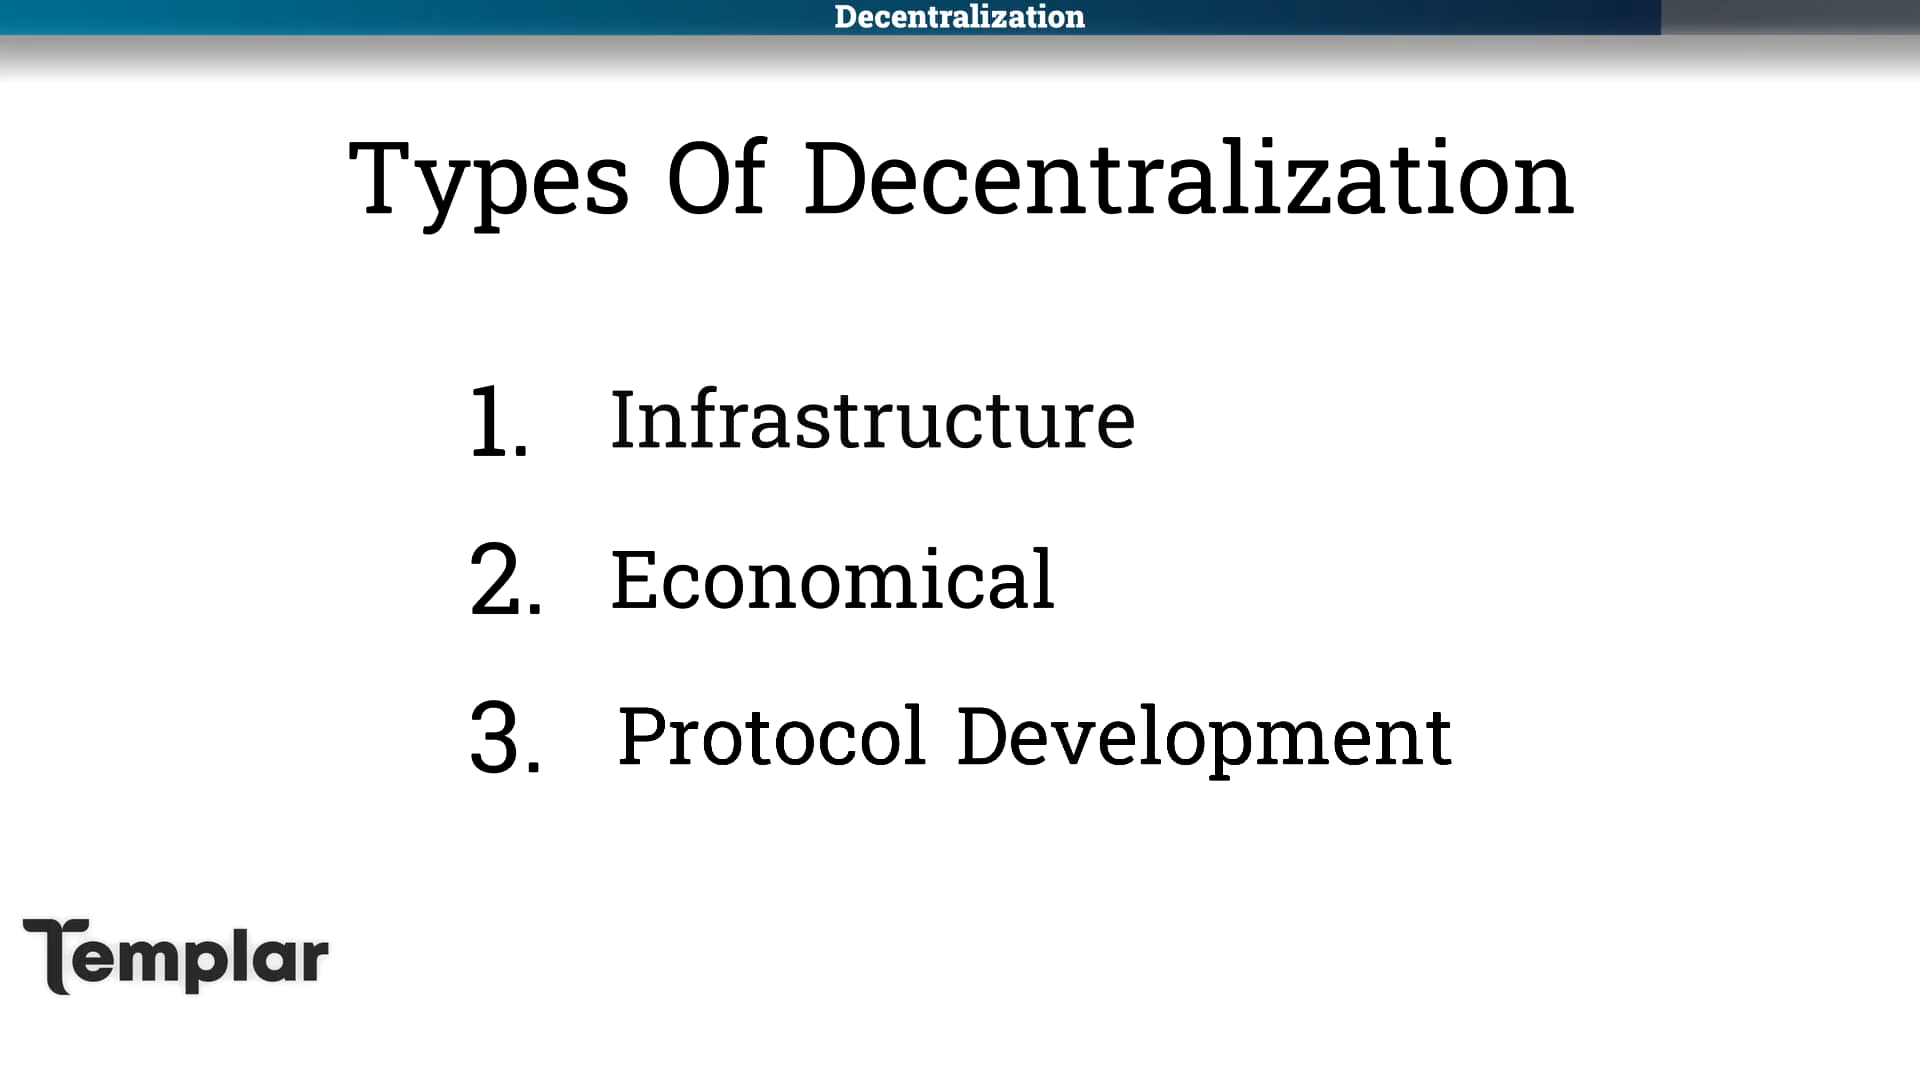 Decentralization
Types Of Decentralization
1. Infrastructure
2. Economical
3. Protocol Development
Templar